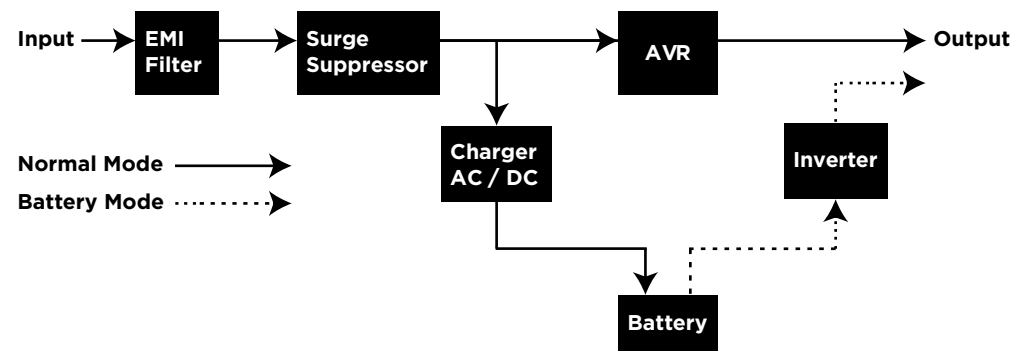 Input
EMI
Filter
Surge
Suppressor
AVR
Output
Charger
AC / DC
Inverter
Normal Mode
Battery Mode
Battery